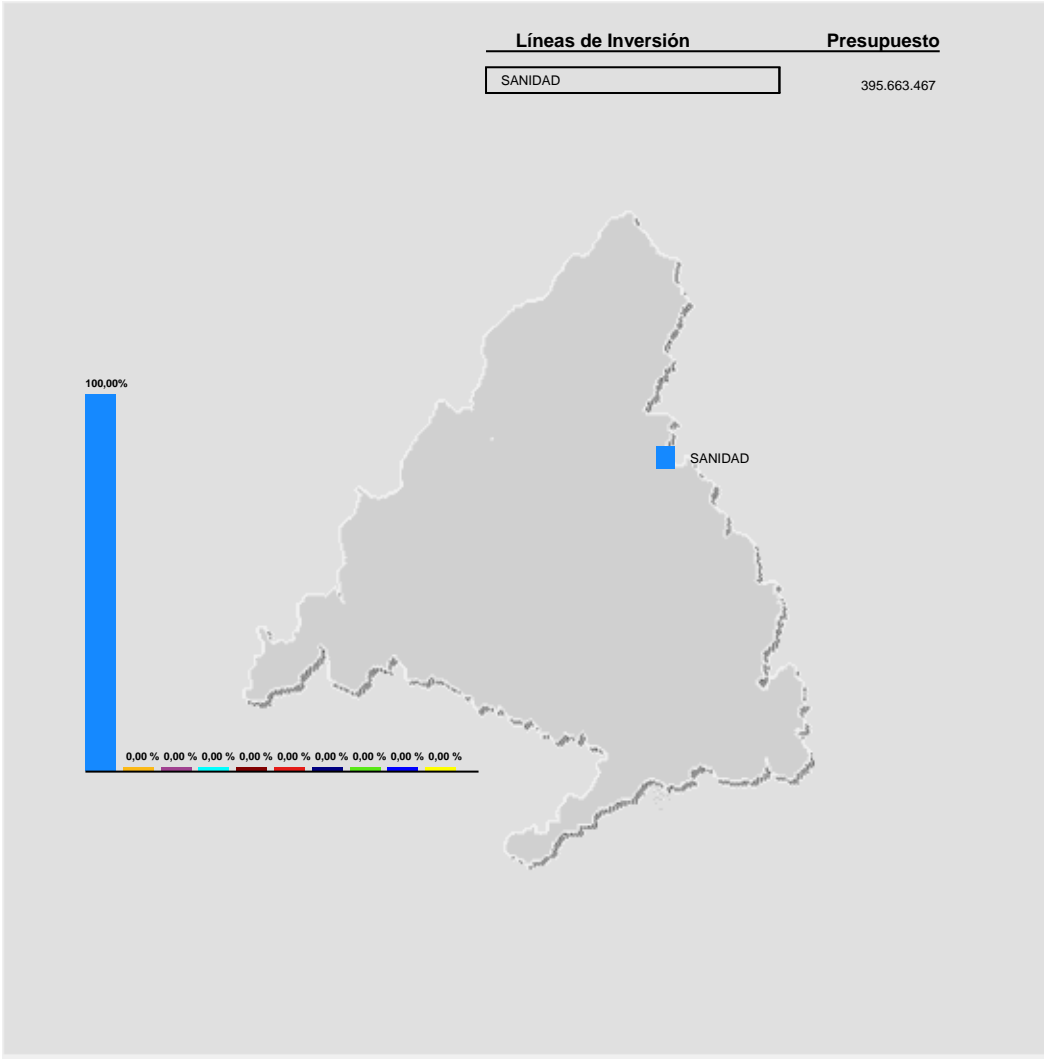 Líneas de Inversión Presupuesto
SANIDAD 395.663.467
100,00%
SANIDAD
0,00 % 0,00 % 0,00 % 0,00 % 0,00 % 0,00 % 0,00 % 0,00 % 0,00 %